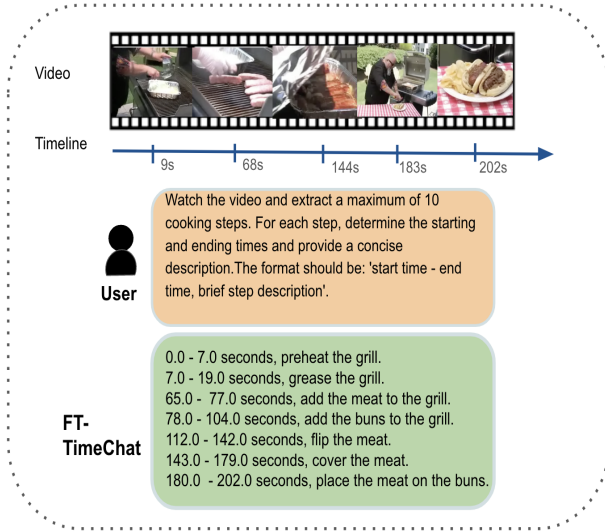 Video
Timeline
9s
68s
144s
183s
202s
Watch the video and extract a maximum of 10
cooking steps. For each step, determine the starting
and ending times and provide a concise
description.The format should be: 'start time - end
time, brief step description'.
User
0.0 - 7.0 seconds, preheat the grill.
7.0 - 19.0 seconds, grease the grill.
65.0 - 77.0 seconds, add the meat to the grill.
78.0 - 104.0 seconds, add the buns to the grill.
112.0 - 142.0 seconds, flip the meat.
143.0 - 179.0 seconds, cover the meat.
180.0 - 202.0 seconds, place the meat on the buns.
FT-
TimeChat